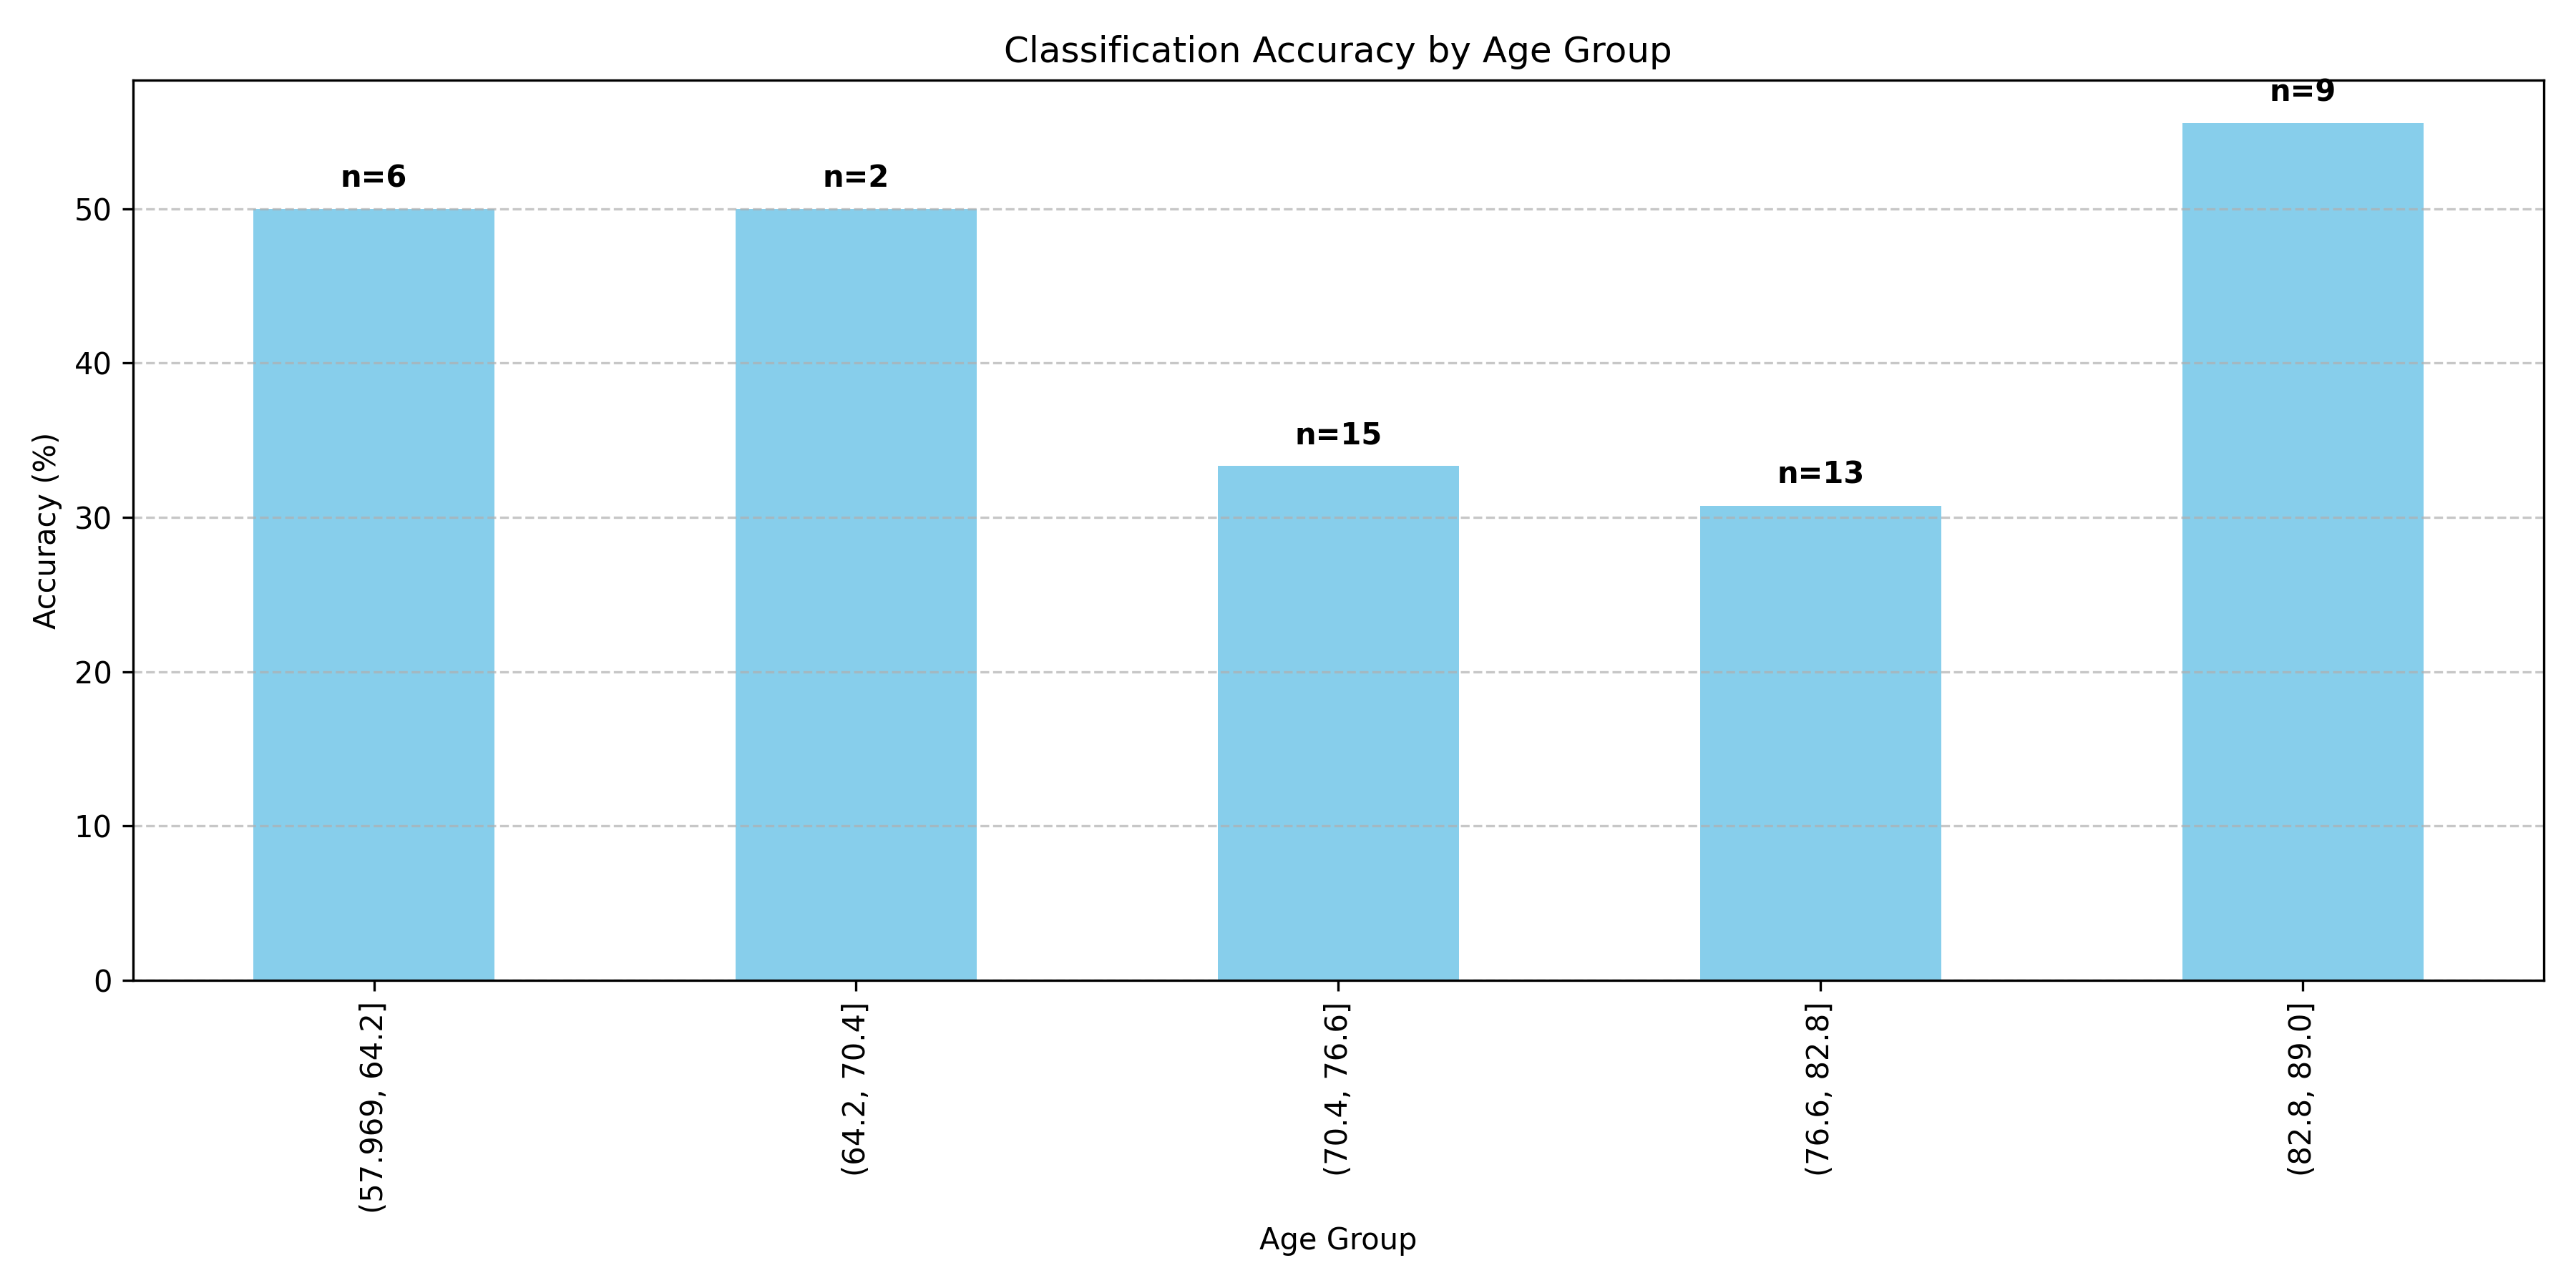 Classification Accuracy by Age Group
n=9
n=6
n=2
n=15
n=13
50
40
30
20
10
0
Accuracy (%)
(57.969, 64.2]
(64.2, 70.4]
(70.4, 76.6]
(76.6, 82.8]
(82.8, 89.0]
Age Group